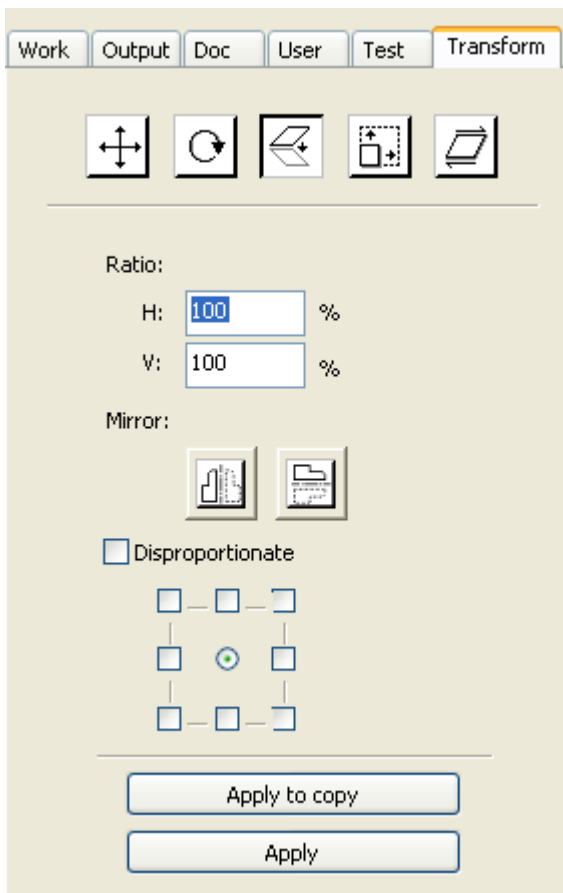 Work Output Doc User Test Transform
Ratio:
H: 100 %
V: 100 %
Mirror:
Disproportionate
Apply to copy
Apply